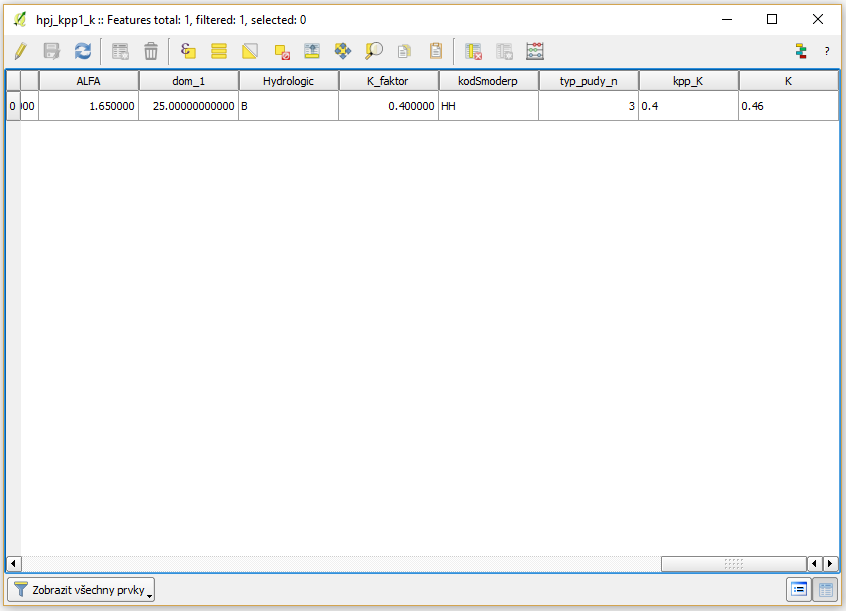 hpj_kpp1_k :: Features total: 1, filtered: 1, selected: 0
ALFA dom_1 Hydrologic K_faktor kodSmoderp typ_pudy_n kpp_K K
0 000 1.650000 25.00000000000 B 0.400000 HH 3 0.4 0.46
Zobrazit všechny prvky